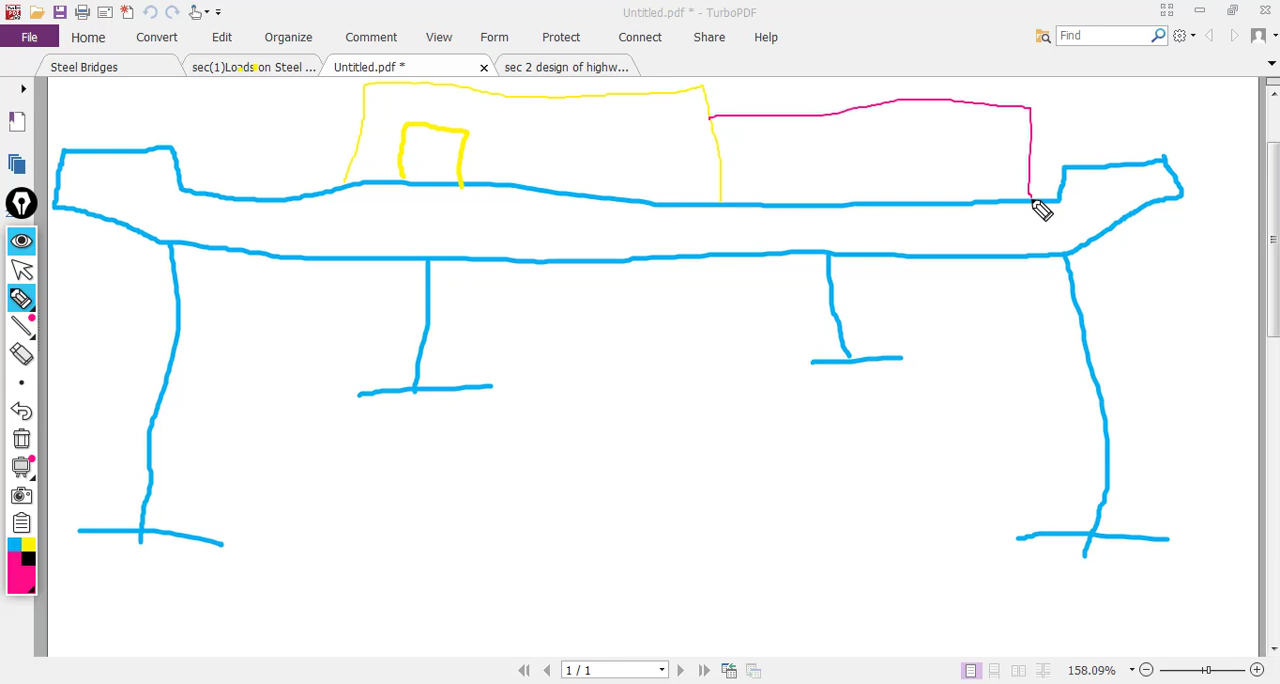 Untitled.pdf * - TurboPDF
File Home Convert Edit Organize Comment View Form Protect Connect Share Help Find
Steel Bridges sec(1)Loads on Steel ... Untitled.pdf * sec 2 design of highw...
1 / 1 158.09%